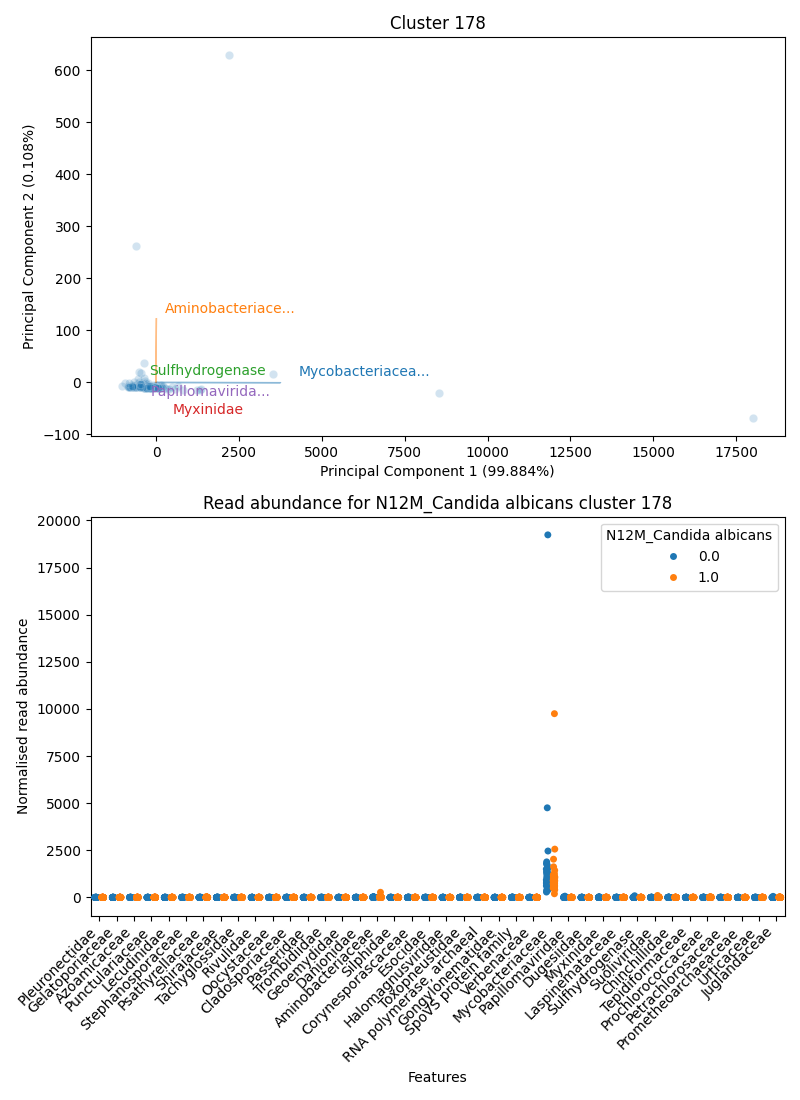 Cluster 178
Principal Component 2 (0.108%)
600
500
400
300
200
100
0
−100
Aminobacteriace...
Sulfhydrogenase
Mycobacteriacea...
Papillomavirida...
Myxinidae
0
2500
5000
7500
10000
12500
15000
17500
Principal Component 1 (99.884%)
Read abundance for N12M_Candida albicans cluster 178
Normalised read abundance
20000
17500
15000
12500
10000
7500
5000
2500
0
N12M_Candida albicans
0.0
1.0
Pleuronectidae
Gelatoporiaceae
Azoamicaceae
Punctulariaceae
Lecudinidae
Stephanosporaceae
Psathyrellaceae
Shiraiaceae
Tachyglossidae
Rivulidae
Oocystaceae
Cladosporiaceae
Passeridae
Trombidiidae
Geoemydidae
Dahoniidae
Aminobacteriaceae
Silphidae
Corynesporascaceae
Esocidae
Halomagnusviridae
Toxopneustidae
RNA polymerase, archaeal
Gongylonematidae
SpoVS protein family
Verbenaceae
Mycobacteriaceae
Papillomaviridae
Dugesiidae
Myxinidae
Laspinemataceae
Sulfhydrogenase
Suoliviridae
Chinchillidae
Tepidiformaceae
Prochlorococcaceae
Petrachlorosaceae
Prometheoarchaeaceae
Urticaceae
Juglandaceae
Features